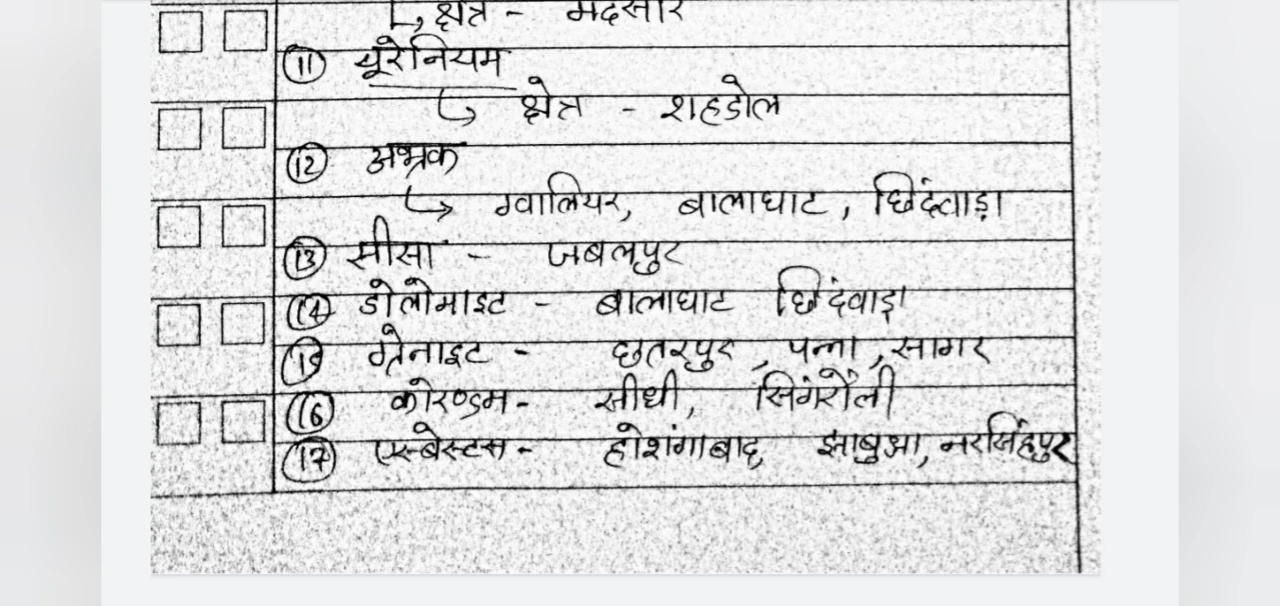 ↳ क्षेत्र - मदसौर
(11) यूरेनियम
↳ क्षेत्र - शहडोल
(12) अभ्रक
↳ ग्वालियर, बालाघाट, छिंदवाड़ा
(13) सीसा - जबलपुर
(14) डोलोमाइट - बालाघाट छिंदवाड़ा
(15) ग्रेनाइट - छतरपुर, पन्ना, सागर
(16) कोरण्डम - सीधी, सिंगरौली
(17) एस्बेस्टस - होशंगाबाद, झाबुआ, नरसिंहपुर